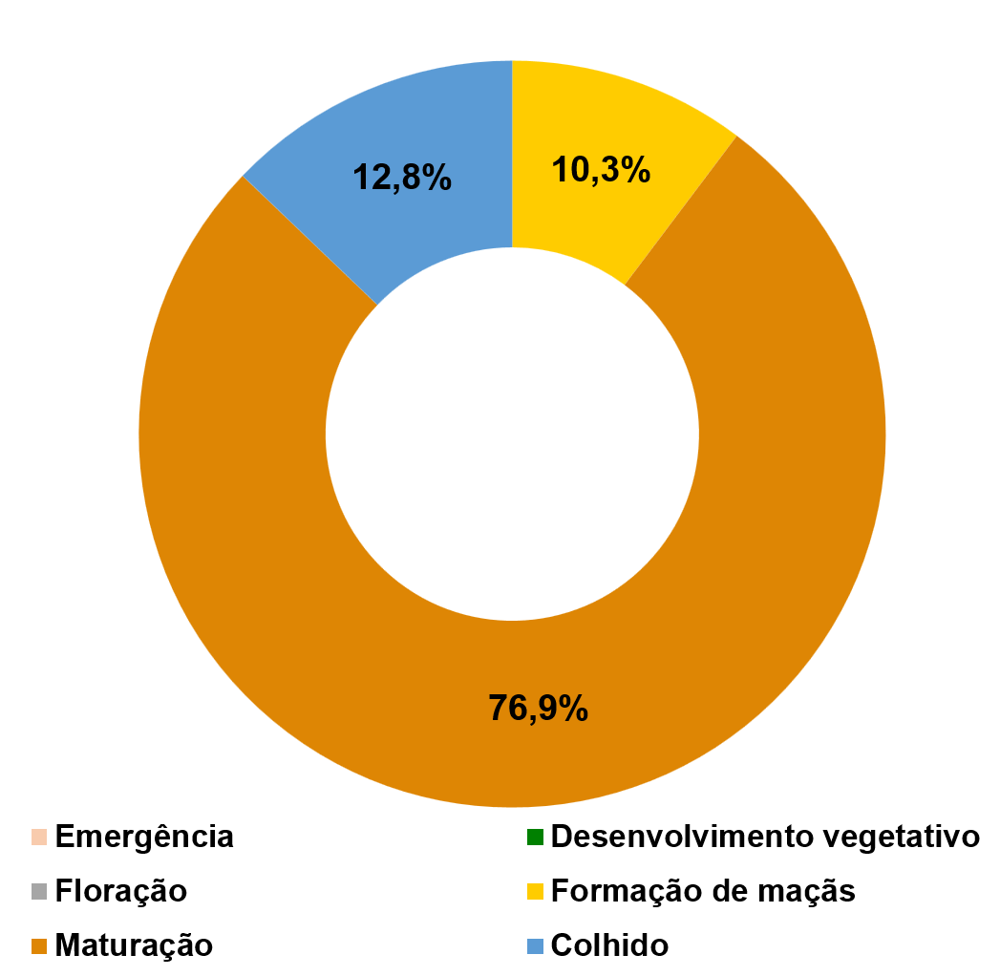 12,8%
10,3%
76,9%
Emergência
Desenvolvimento vegetativo
Floração
Formação de maçãs
Maturação
Colhido